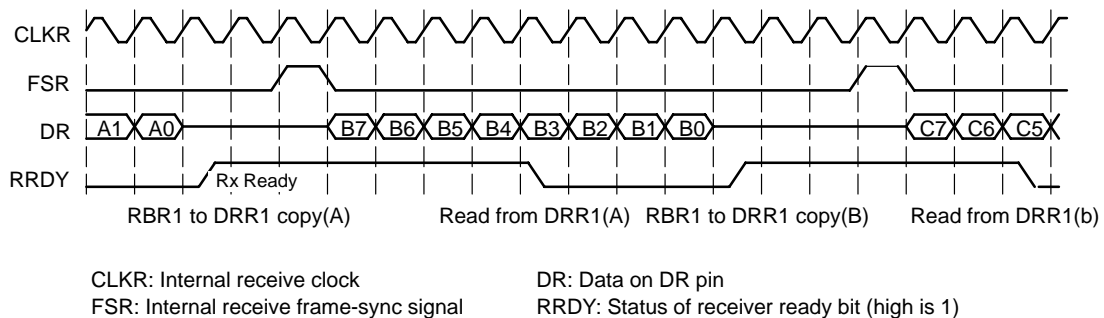 CLKR
FSR
DR A1 A0 B7 B6 B5 B4 B3 B2 B1 B0 C7 C6 C5
RRDY Rx Ready
RBR1 to DRR1 copy(A) Read from DRR1(A) RBR1 to DRR1 copy(B) Read from DRR1(b)
CLKR: Internal receive clock DR: Data on DR pin
FSR: Internal receive frame-sync signal RRDY: Status of receiver ready bit (high is 1)